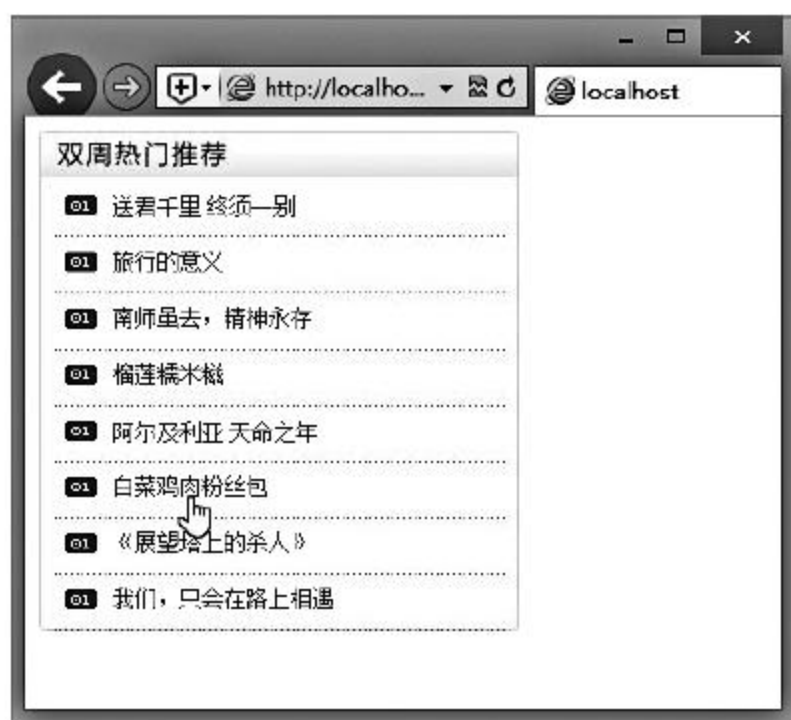 http://localho...
localhost
双周热门推荐
01 送君千里 终须一别
01 旅行的意义
01 南师虽去，精神永存
01 榴莲糯米糍
01 阿尔及利亚 天命之年
01 白菜鸡肉粉丝包
01 《展望塔上的杀人》
01 我们，只会在路上相遇